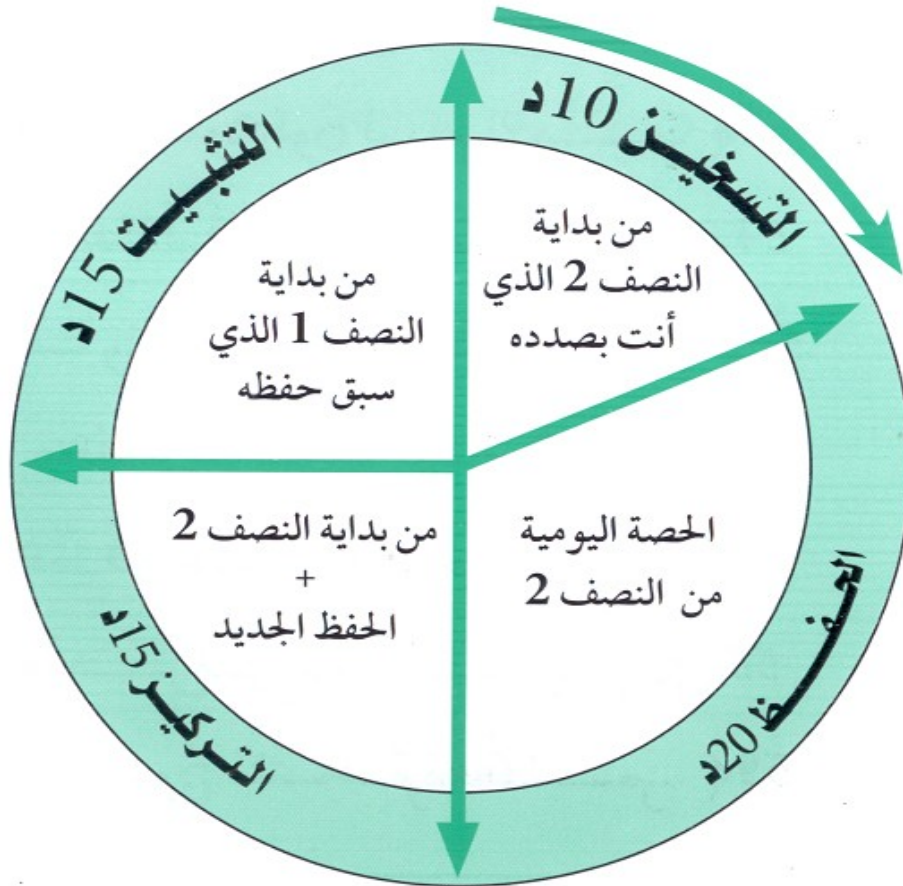 التسخين 10د
من بداية
النصف 2 الذي
أنت بصدده
الحفظ 20د
الحصة اليومية
من النصف 2
التركيز 15د
من بداية النصف 2
+
الحفظ الجديد
التثبيت 15د
من بداية
النصف 1 الذي
سبق حفظه